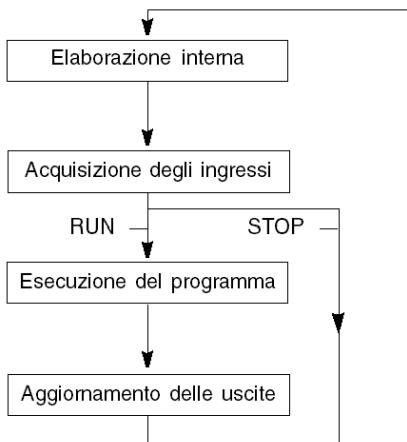 Elaborazione interna
Acquisizione degli ingressi
RUN STOP
Esecuzione del programma
Aggiornamento delle uscite